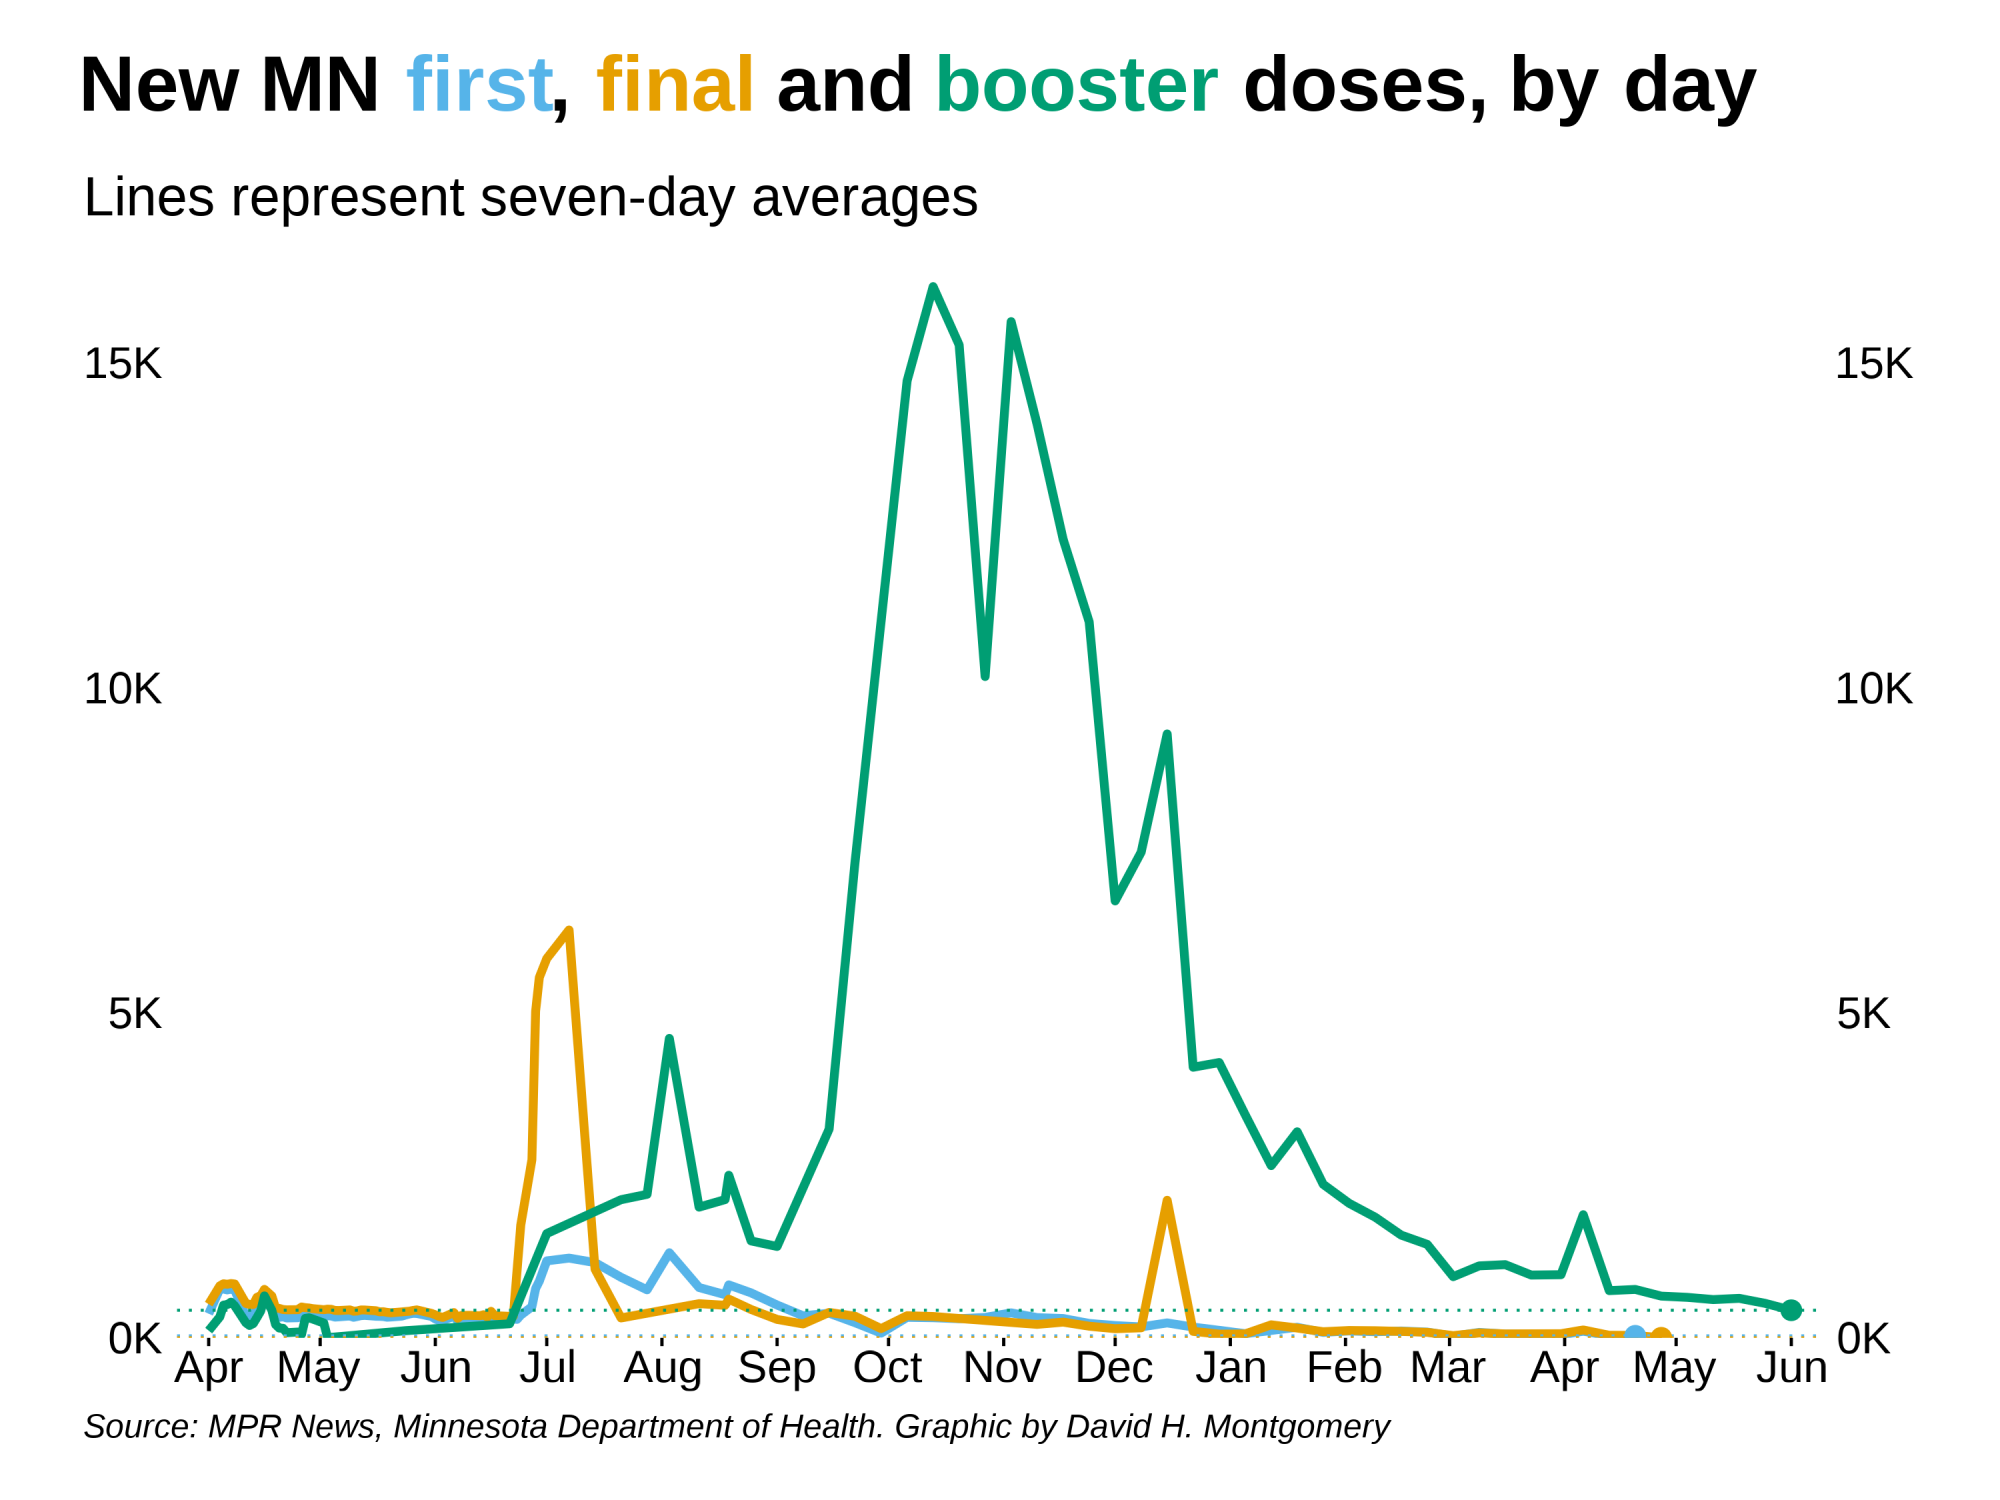 New MN first, final and booster doses, by day
Lines represent seven-day averages
15K 15K
10K 10K
5K 5K
0K 0K
Apr May Jun Jul Aug Sep Oct Nov Dec Jan Feb Mar Apr May Jun
Source: MPR News, Minnesota Department of Health. Graphic by David H. Montgomery